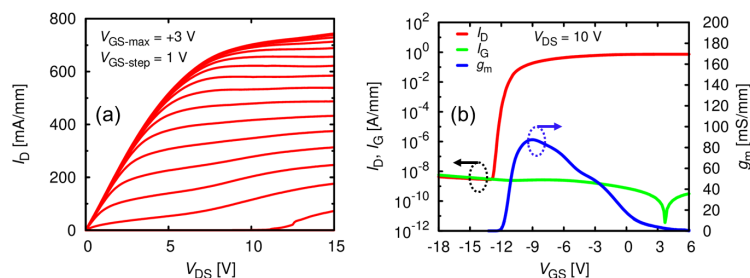 V_GS-max = +3 V
V_GS-step = 1 V
(a)
I_D [mA/mm]
800
600
400
200
0
0 5 10 15
V_DS [V]
I_D
I_G
g_m
V_DS = 10 V
(b)
I_D, I_G [A/mm]
10^2
10^0
10^-2
10^-4
10^-6
10^-8
10^-10
10^-12
-18 -15 -12 -9 -6 -3 0 3 6
V_GS [V]
200
180
160
140
120
100
80
60
40
20
0
g_m [mS/mm]